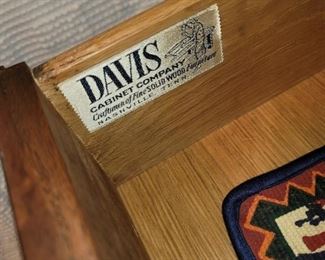 DAVIS
CABINET COMPANY
Craftsmen of Fine SOLID WOOD Furniture
NASHVILLE, TENN.